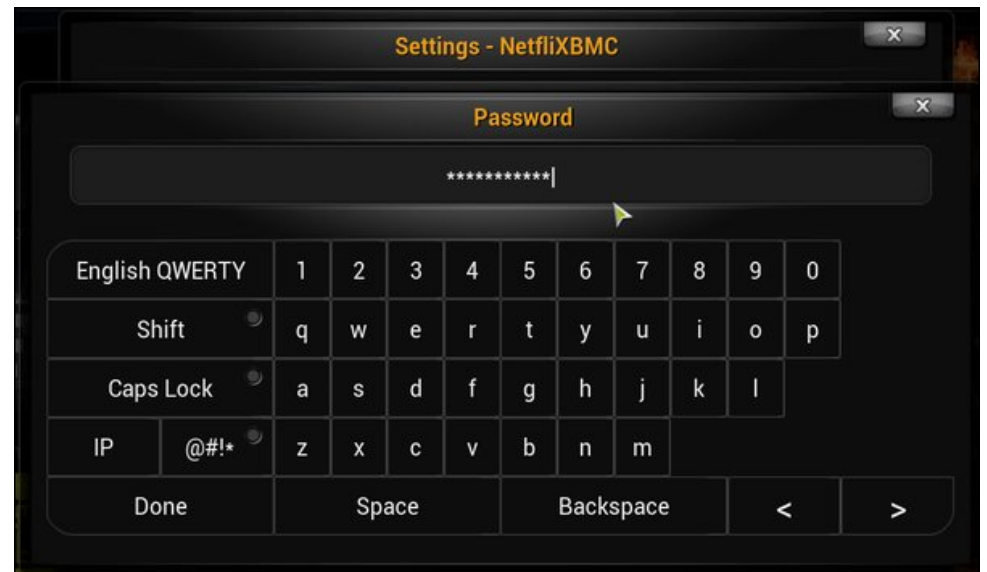 Settings - NetfliXBMC
x
Password
x
***********
English QWERTY 1 2 3 4 5 6 7 8 9 0
Shift q w e r t y u i o p
Caps Lock a s d f g h j k l
IP @#!* z x c v b n m
Done Space Backspace < >